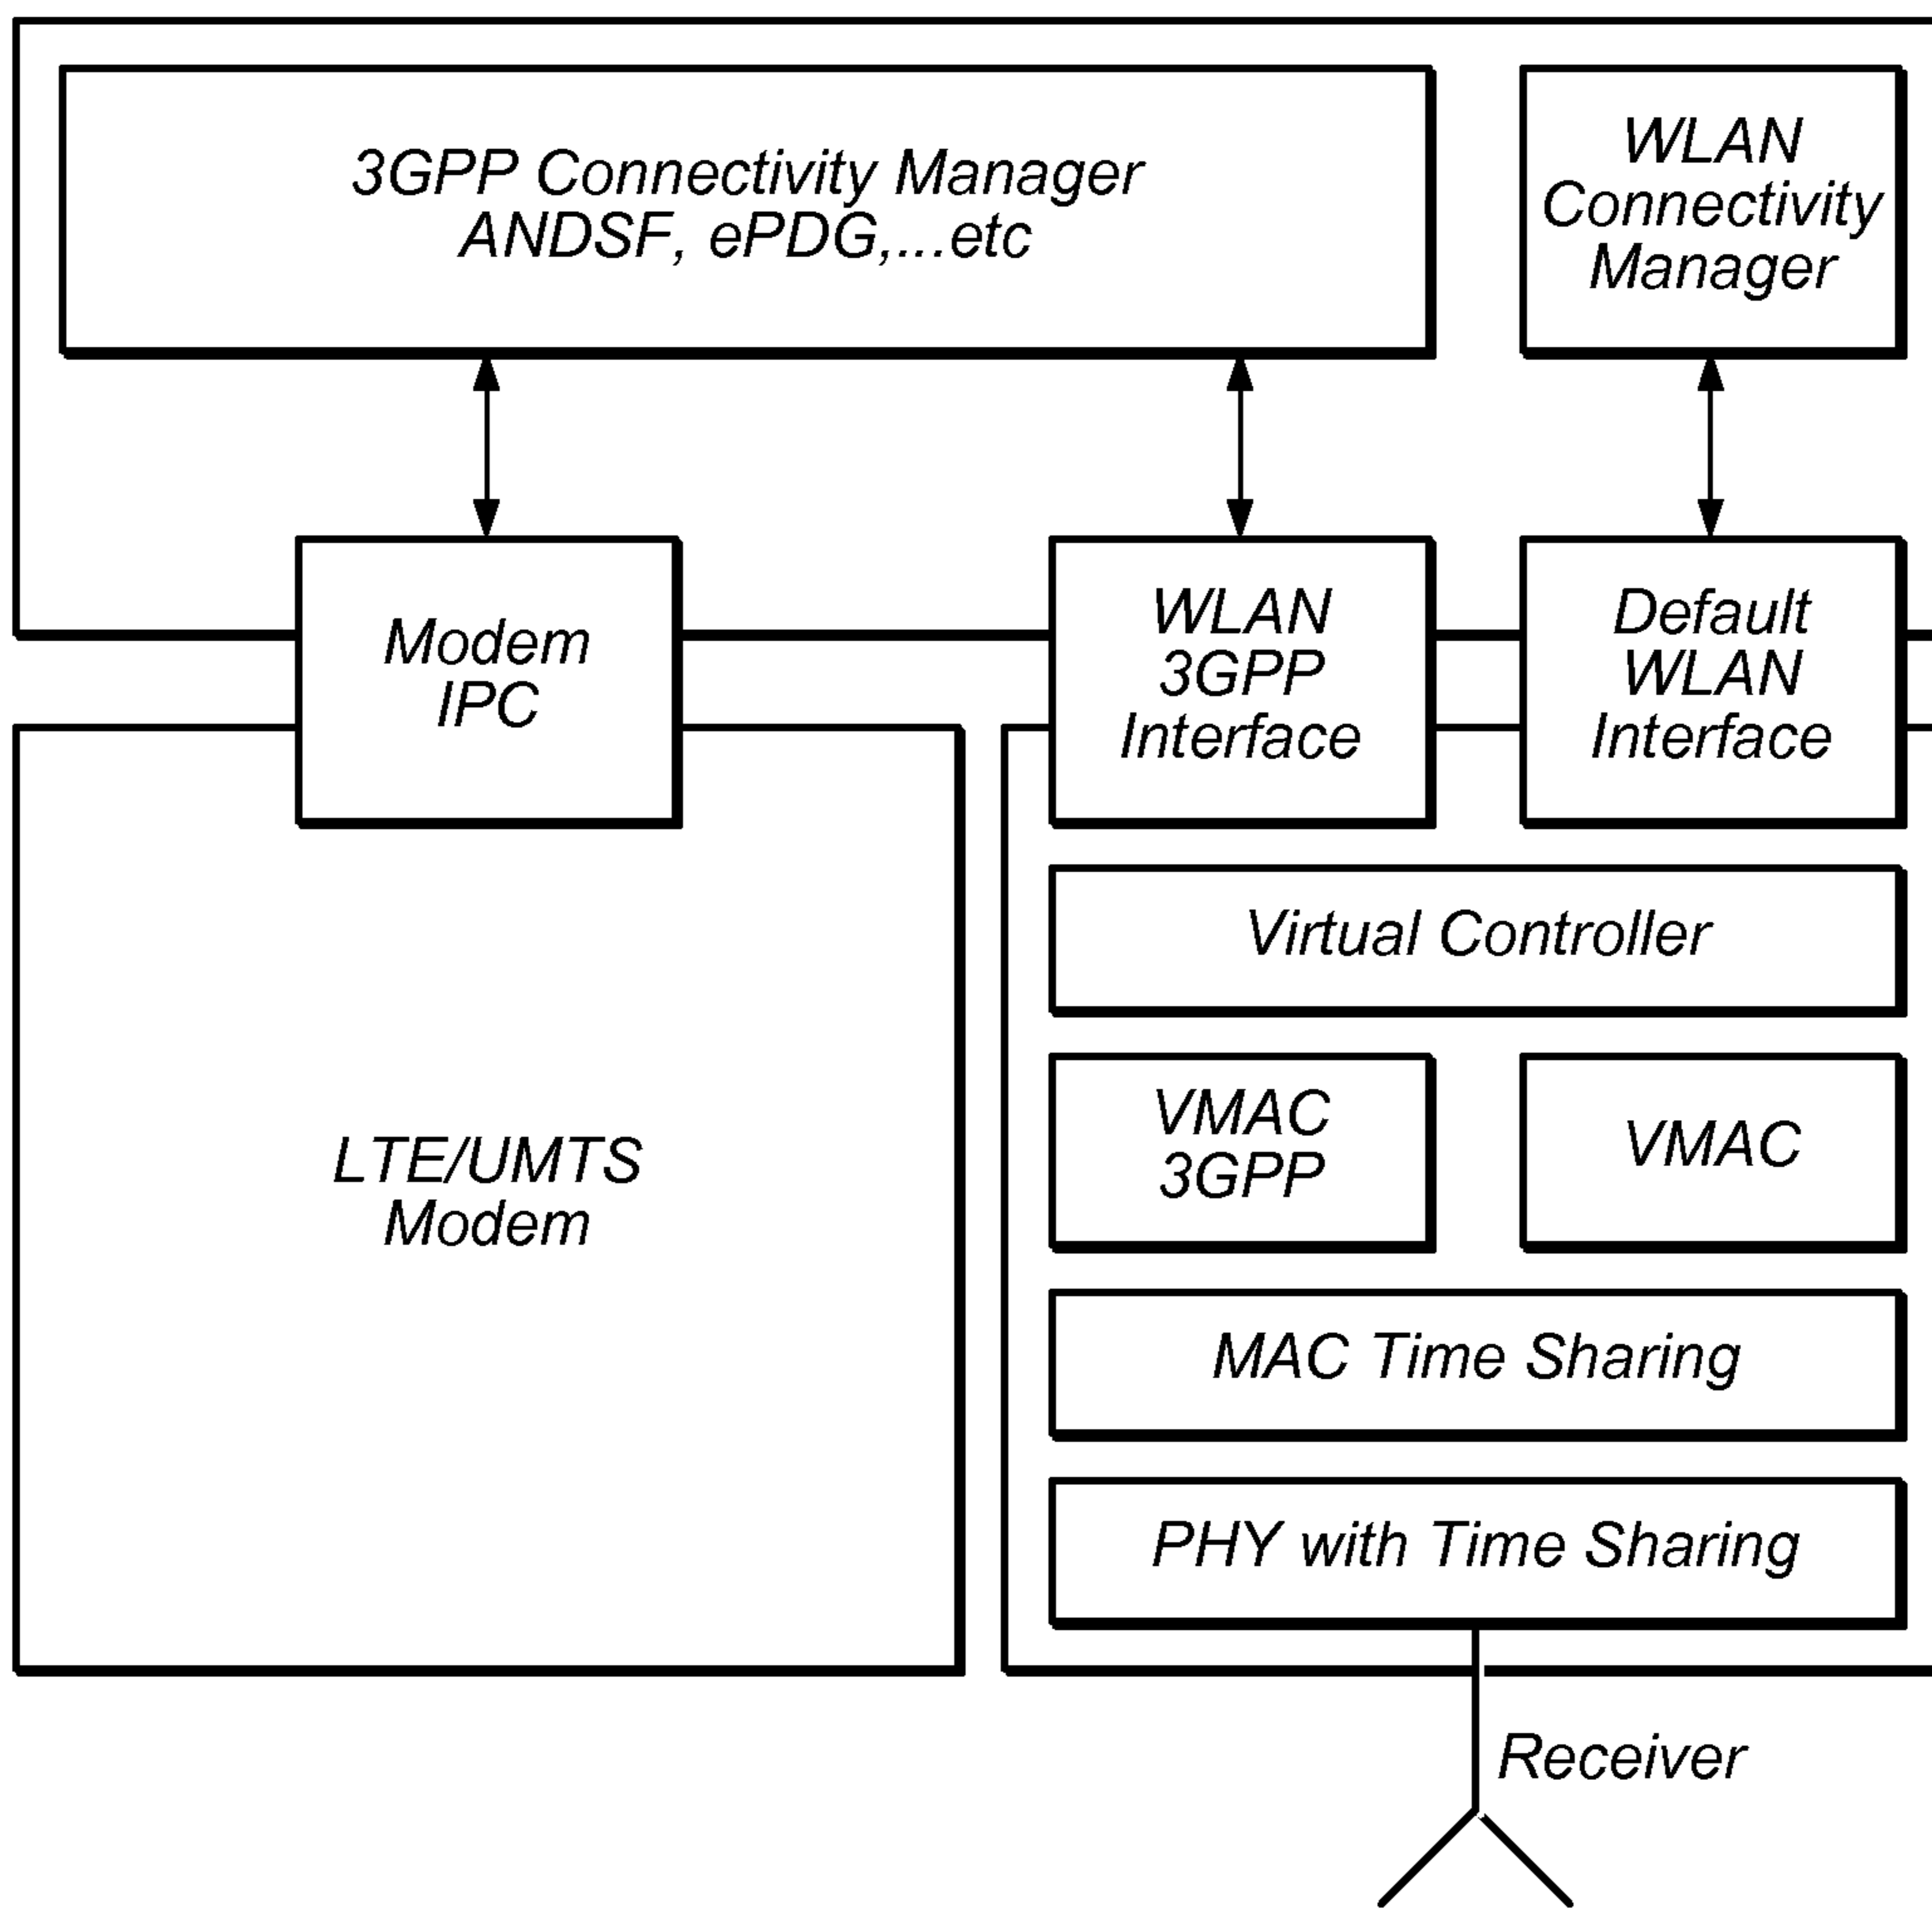 3GPP Connectivity Manager
ANDSF, ePDG,...etc
WLAN
Connectivity
Manager
Modem
IPC
WLAN
3GPP
Interface
Default
WLAN
Interface
Virtual Controller
LTE/UMTS
Modem
VMAC
3GPP
VMAC
MAC Time Sharing
PHY with Time Sharing
Receiver